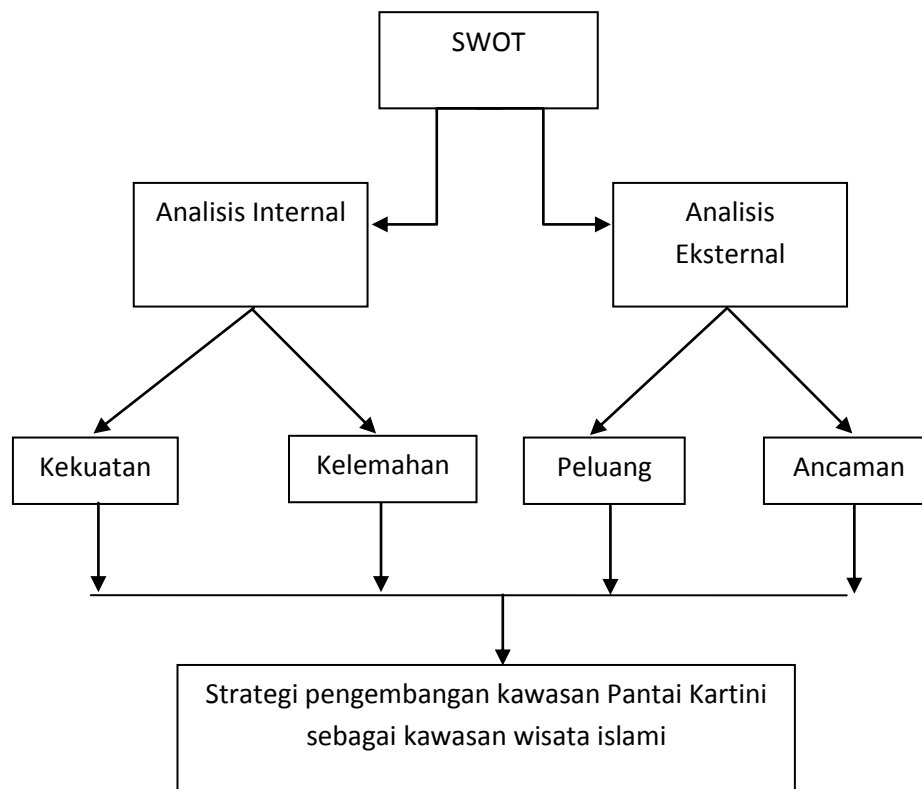 SWOT
Analisis Internal
Analisis
Eksternal
Kekuatan
Kelemahan
Peluang
Ancaman
Strategi pengembangan kawasan Pantai Kartini
sebagai kawasan wisata islami